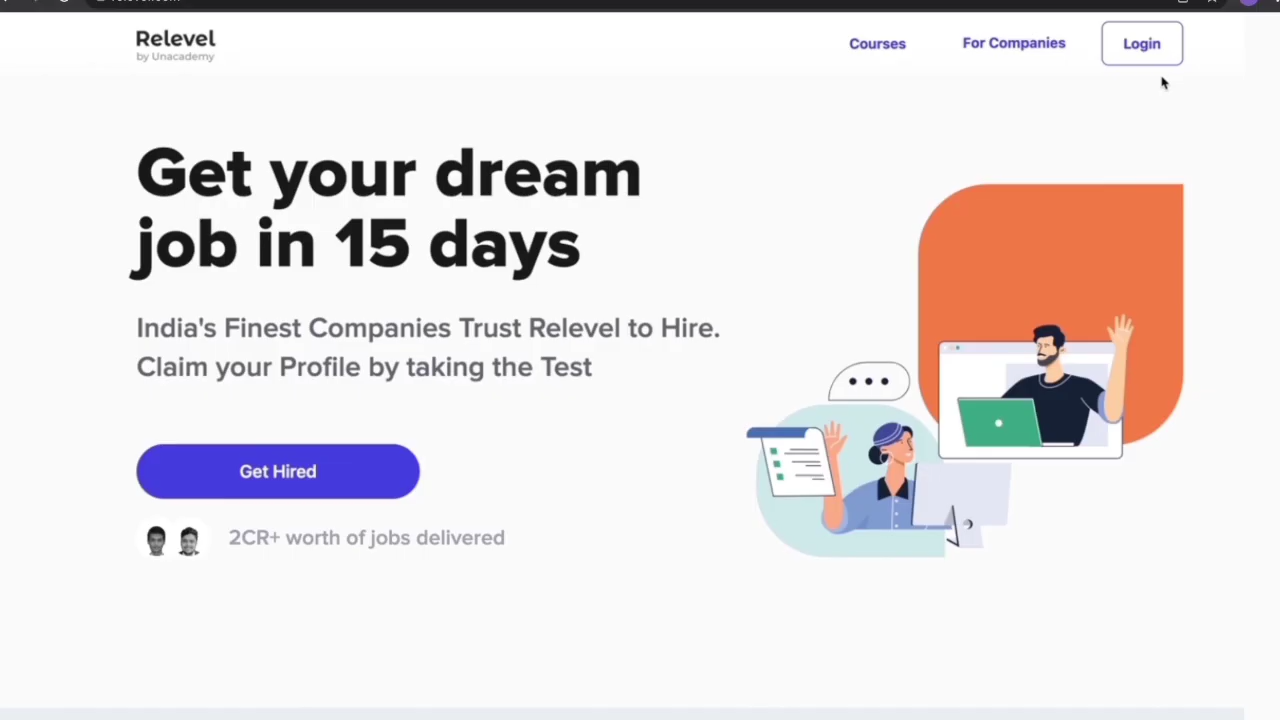 Relevel
by Unacademy
Courses
For Companies
Login
Get your dream
job in 15 days
India's Finest Companies Trust Relevel to Hire.
Claim your Profile by taking the Test
Get Hired
2CR+ worth of jobs delivered